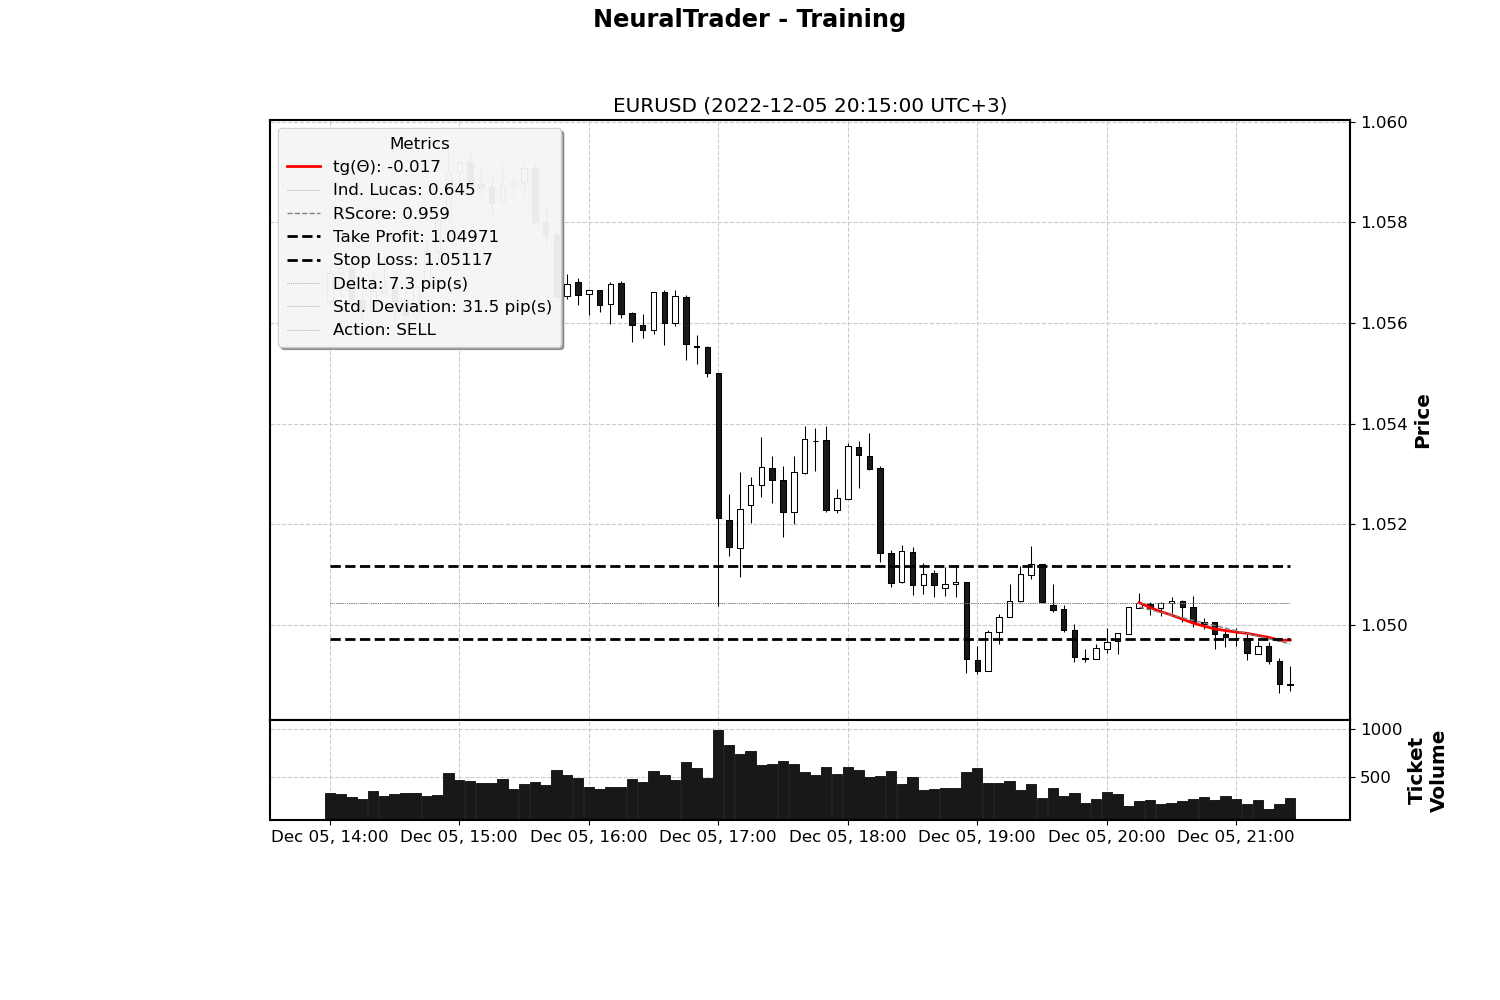 NeuralTrader - Training
EURUSD (2022-12-05 20:15:00 UTC+3)
Metrics
tg(Θ): -0.017
Ind. Lucas: 0.645
RScore: 0.959
Take Profit: 1.04971
Stop Loss: 1.05117
Delta: 7.3 pip(s)
Std. Deviation: 31.5 pip(s)
Action: SELL
1.060
1.058
1.056
1.054
1.052
1.050
Price
1000
500
Ticket
Volume
Dec 05, 14:00 Dec 05, 15:00 Dec 05, 16:00 Dec 05, 17:00 Dec 05, 18:00 Dec 05, 19:00 Dec 05, 20:00 Dec 05, 21:00